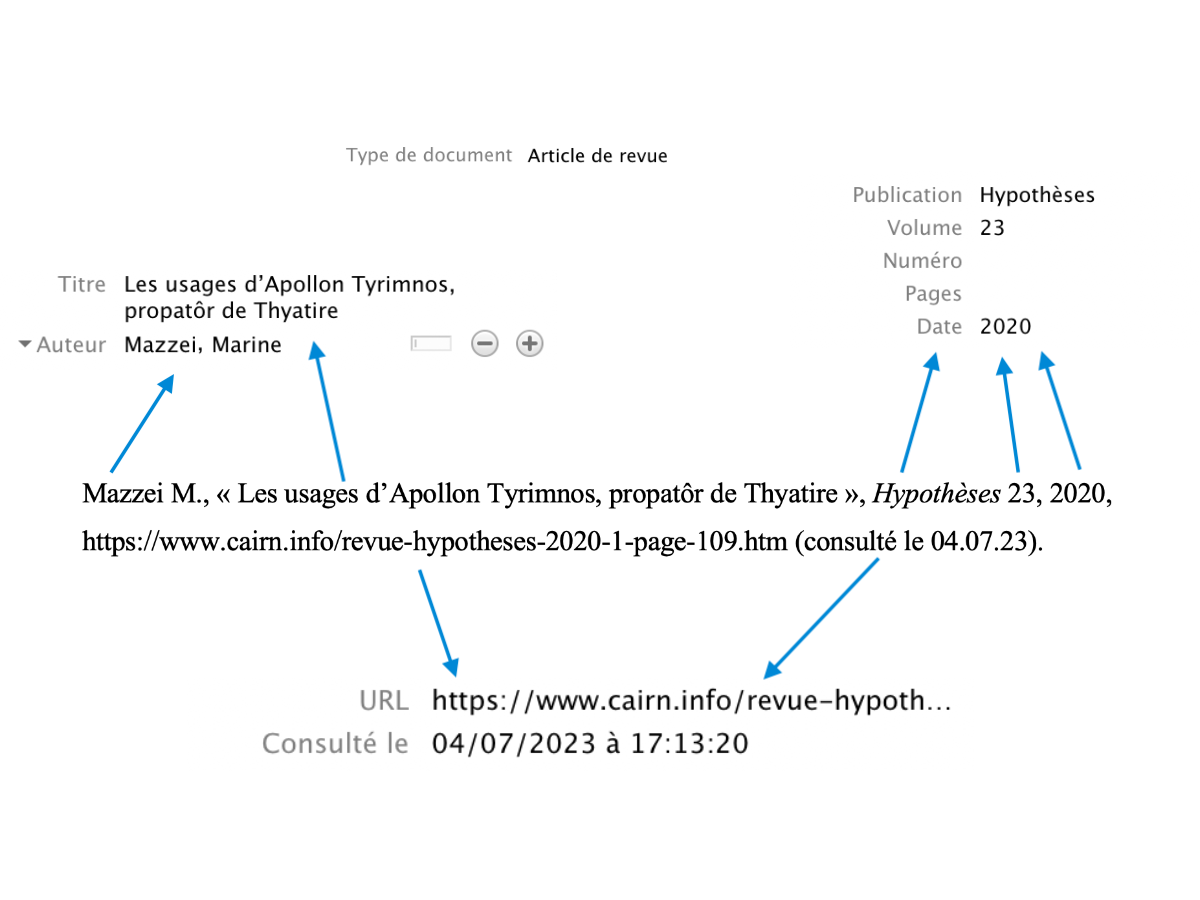 Type de document Article de revue
Publication Hypothèses
Volume 23
Numéro
Pages
Date 2020
Titre Les usages d’Apollon Tyrimnos,
propatôr de Thyatire
Auteur Mazzei, Marine
Mazzei M., « Les usages d’Apollon Tyrimnos, propatôr de Thyatire », Hypothèses 23, 2020,
https://www.cairn.info/revue-hypotheses-2020-1-page-109.htm (consulté le 04.07.23).
URL https://www.cairn.info/revue-hypoth...
Consulté le 04/07/2023 à 17:13:20